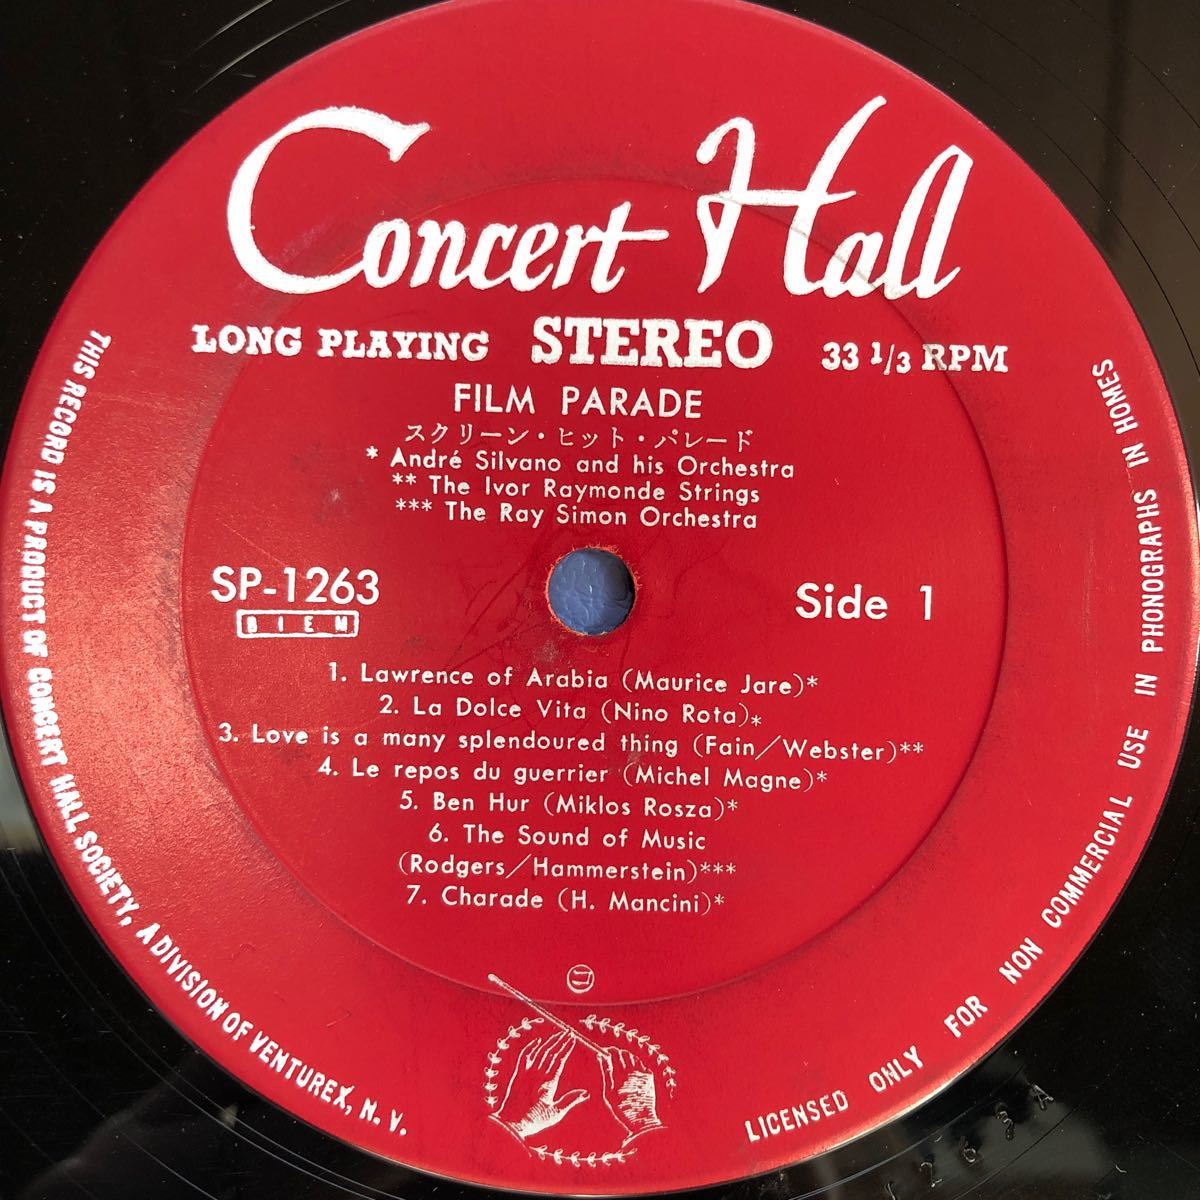 Concert Hall
LONG PLAYING STEREO 33 1/3 RPM
FILM PARADE
スクリーン・ヒット・パレード
* André Silvano and his Orchestra
** The Ivor Raymonde Strings
*** The Ray Simon Orchestra
SP-1263
BIEM
Side 1
1. Lawrence of Arabia (Maurice Jare)*
2. La Dolce Vita (Nino Rota)*
3. Love is a many splendoured thing (Fain/Webster)**
4. Le repos du guerrier (Michel Magne)*
5. Ben Hur (Miklos Rosza)*
6. The Sound of Music
(Rodgers/Hammerstein)***
7. Charade (H. Mancini)*
THIS RECORD IS A PRODUCT OF CONCERT HALL SOCIETY, A DIVISION OF VENTUREX, N. V.
LICENSED ONLY FOR NON COMMERCIAL USE IN PHONOGRAPHS IN HOMES